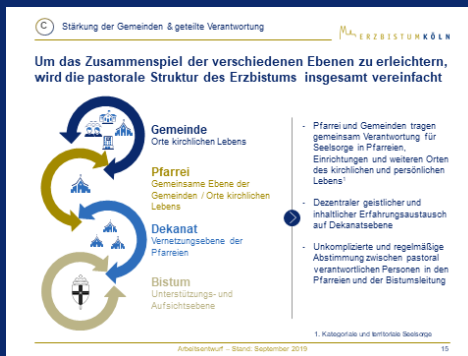 C Stärkung der Gemeinden & geteilte Verantwortung
ERZBISTUM KÖLN
Um das Zusammenspiel der verschiedenen Ebenen zu erleichtern,
wird die pastorale Struktur des Erzbistums insgesamt vereinfacht
Gemeinde
Orte kirchlichen Lebens
Pfarrei
Gemeinsame Ebene der
Gemeinden / Orte kirchlichen
Lebens
Dekanat
Vernetzungsebene der
Pfarreien
Bistum
Unterstützungs- und
Aufsichtsebene
- Pfarrei und Gemeinden tragen
gemeinsam Verantwortung für
Seelsorge in Pfarreien,
Einrichtungen und weiteren Orten
des kirchlichen und persönlichen
Lebens¹
- Dezentraler geistlicher und
inhaltlicher Erfahrungsaustausch
auf Dekanatsebene
- Unkomplizierte und regelmäßige
Abstimmung zwischen pastoral
verantwortlichen Personen in den
Pfarreien und der Bistumsleitung
1. Kategoriale und territoriale Seelsorge
Arbeitsentwurf - Stand: September 2019
15